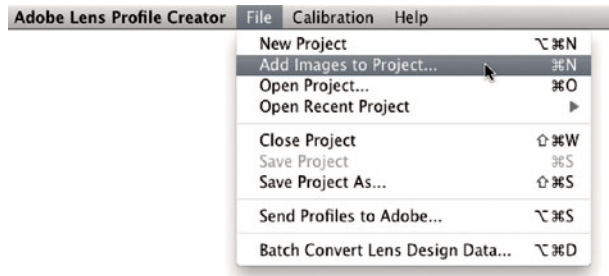 Adobe Lens Profile Creator File Calibration Help
New Project ⌥⌘N
Add Images to Project... ⌘N
Open Project... ⌘O
Open Recent Project ▶
Close Project ⇧⌘W
Save Project ⌘S
Save Project As... ⇧⌘S
Send Profiles to Adobe... ⌥⌘S
Batch Convert Lens Design Data... ⌥⌘D